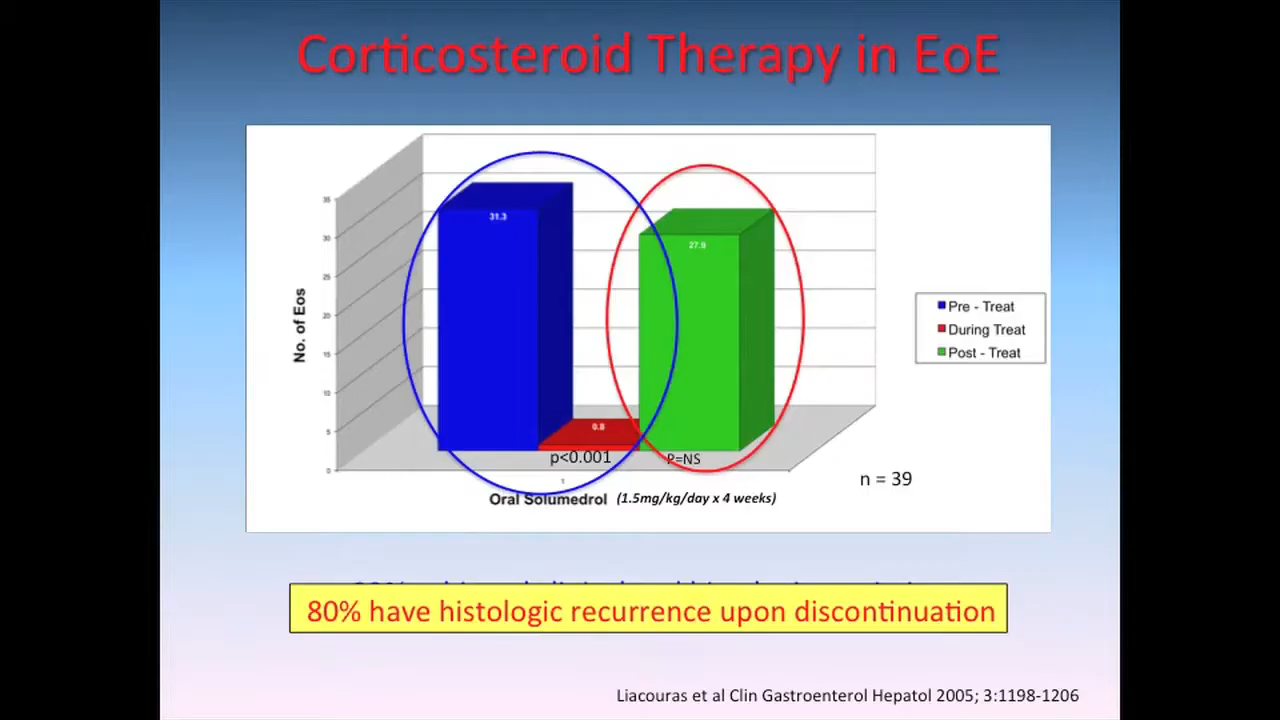 Corticosteroid Therapy in EoE
35
30
25
20
15
10
5
0
No. of Eos
31.3
0.8
27.9
p<0.001
P=NS
1
Oral Solumedrol (1.5mg/kg/day x 4 weeks)
n = 39
Pre - Treat
During Treat
Post - Treat
80% have histologic recurrence upon discontinuation
Liacouras et al Clin Gastroenterol Hepatol 2005; 3:1198-1206